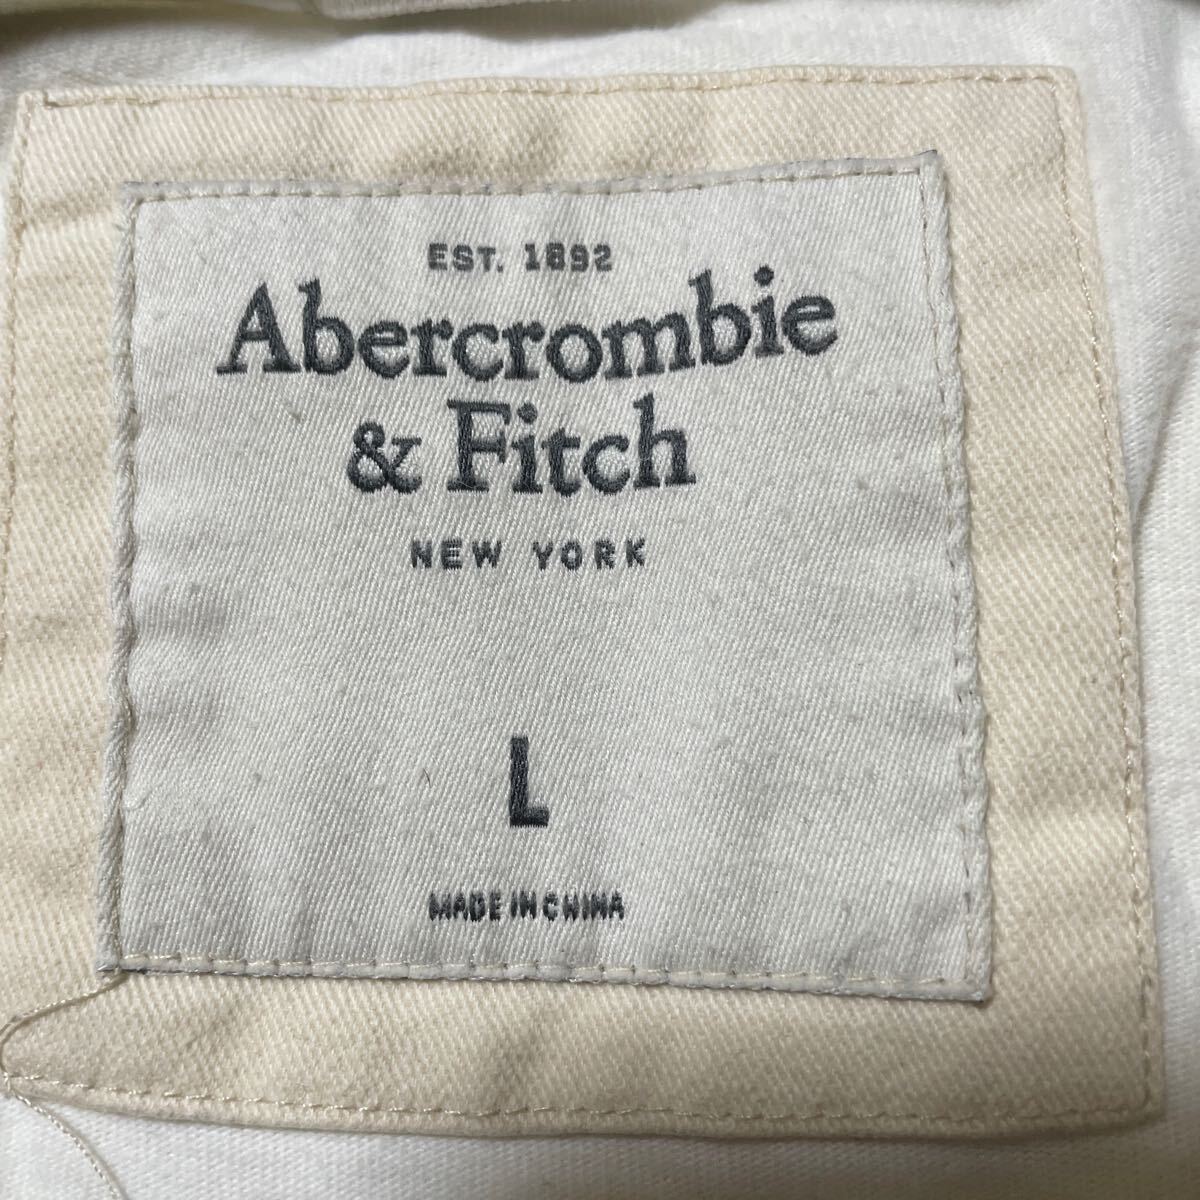 EST. 1892
Abercrombie
& Fitch
NEW YORK
L
MADE IN CHINA